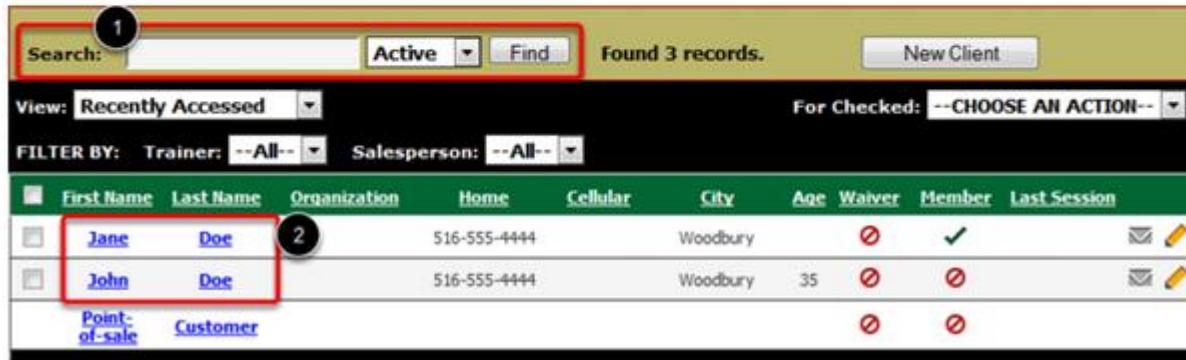 1
Search: Active Find Found 3 records. New Client
View: Recently Accessed For Checked: --CHOOSE AN ACTION--
FILTER BY: Trainer: --All-- Salesperson: --All--
First Name Last Name Organization Home Cellular City Age Waiver Member Last Session
Jane Doe 2 516-555-4444 Woodbury
John Doe 516-555-4444 Woodbury 35
Point-
of-sale Customer